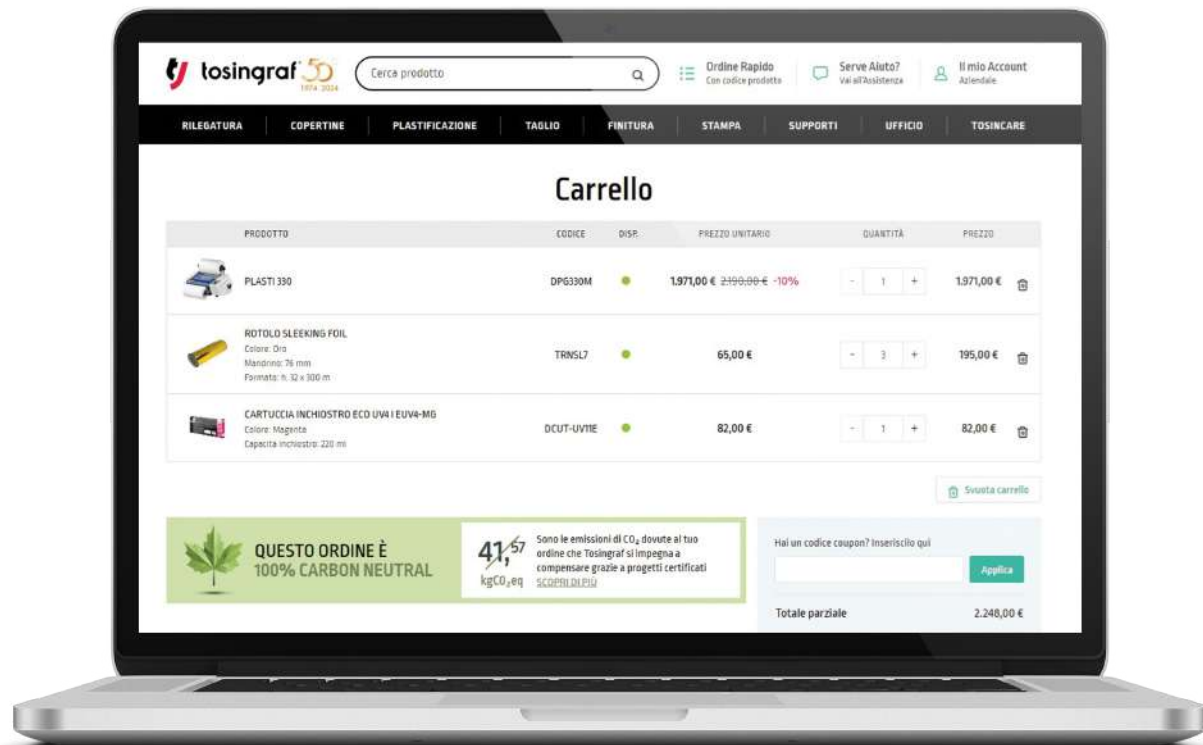 tosingraf 50
1974 2024
Cerca prodotto
Ordine Rapido
Con codice prodotto
Serve Aiuto?
Vai all'Assistenza
Il mio Account
Aziendale
RILEGATURA COPERTINE PLASTIFICAZIONE TAGLIO FINITURA STAMPA SUPPORTI UFFICIO TOSINCARE
Carrello
PRODOTTO CODICE DISP. PREZZO UNITARIO QUANTITÀ PREZZO
PLASTI 330 DPG330M 1.971,00 € 2.190,00 € -10% - 1 + 1.971,00 €
ROTOLO SLEEKING FOIL
Colore: Oro
Mandrino: 76 mm
Formato: h. 32 x 300 m
TRNSL7 65,00 € - 3 + 195,00 €
CARTUCCIA INCHIOSTRO ECO UV4 I EUV4-MG
Colore: Magenta
Capacità inchiostro: 220 ml
DCUT-UV11E 82,00 € - 1 + 82,00 €
Svuota carrello
QUESTO ORDINE È
100% CARBON NEUTRAL
41,57
kgCO₂eq
Sono le emissioni di CO₂ dovute al tuo
ordine che Tosingraf si impegna a
compensare grazie a progetti certificati
SCOPRI DI PIÙ
Hai un codice coupon? Inseriscilo qui
Applica
Totale parziale 2.248,00 €